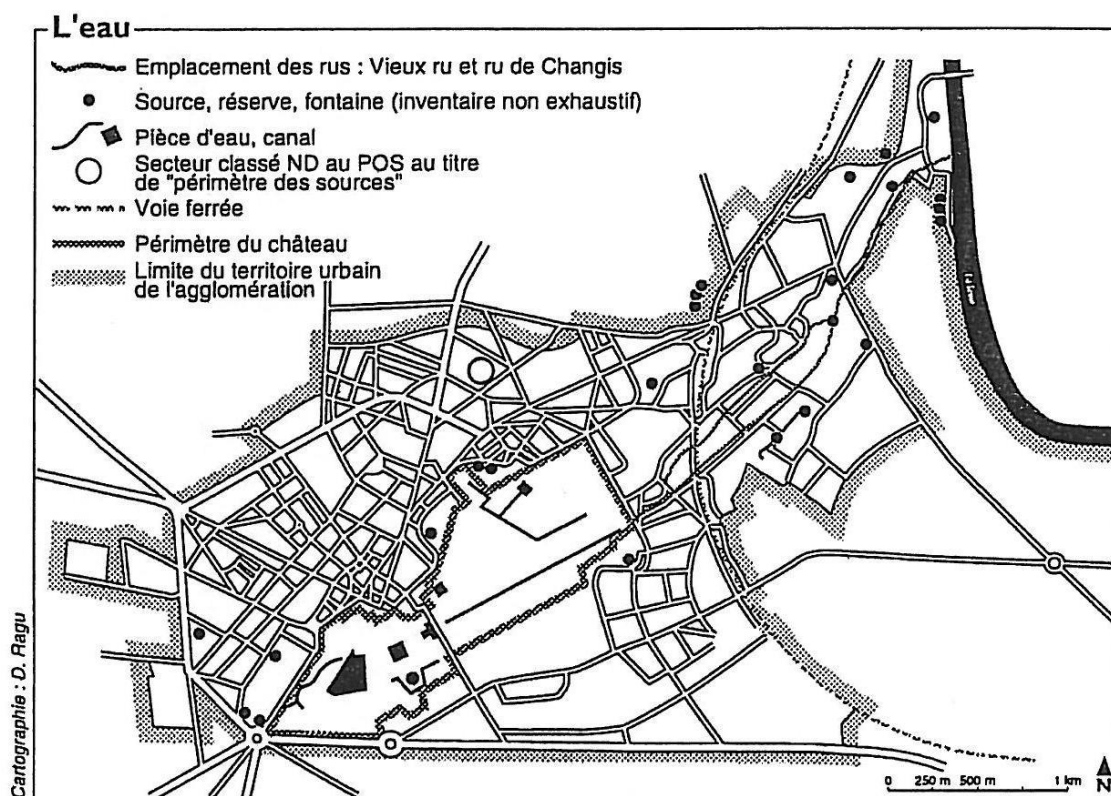 L'eau
Emplacement des rus : Vieux ru et ru de Changis
Source, réserve, fontaine (inventaire non exhaustif)
Pièce d'eau, canal
Secteur classé ND au POS au titre
de "périmètre des sources"
Voie ferrée
Périmètre du château
Limite du territoire urbain
de l'agglomération
La Seine
Cartographie : D. Ragu
0 250 m 500 m 1 km
N